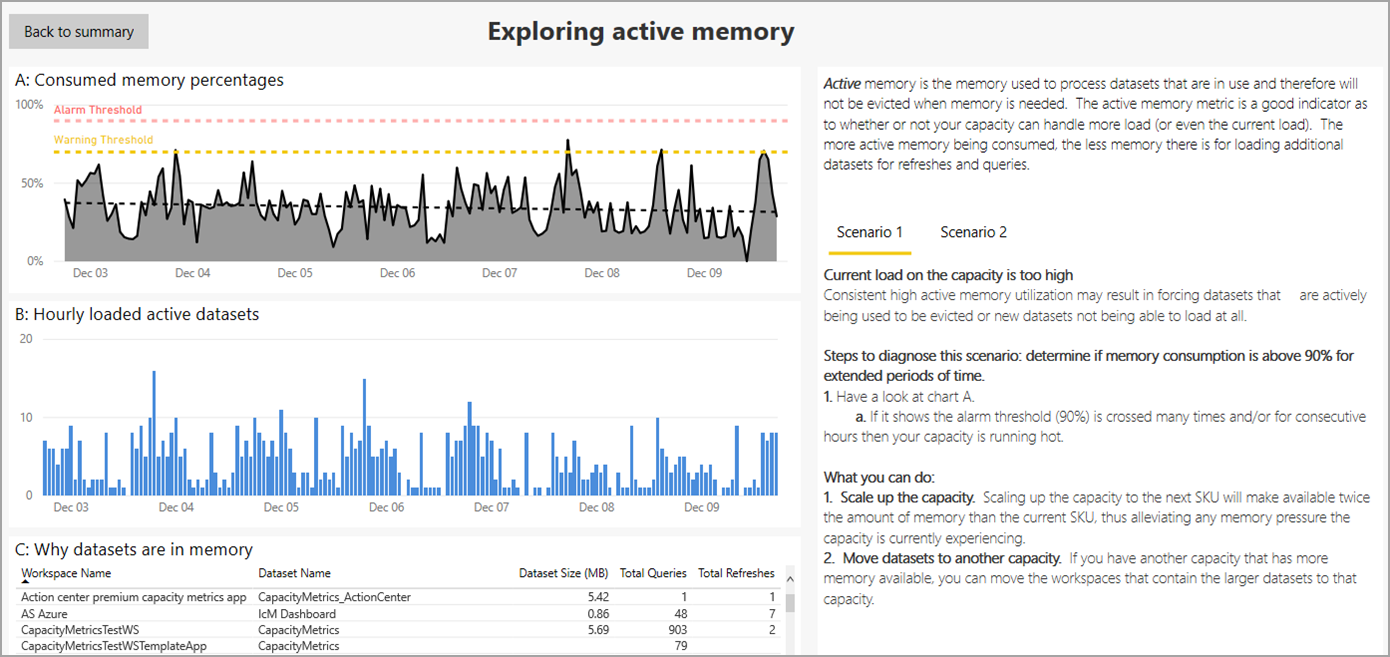 Back to summary
Exploring active memory
A: Consumed memory percentages
100%
Alarm Threshold
Warning Threshold
50%
0%
Dec 03 Dec 04 Dec 05 Dec 06 Dec 07 Dec 08 Dec 09
B: Hourly loaded active datasets
20
10
0
Dec 03 Dec 04 Dec 05 Dec 06 Dec 07 Dec 08 Dec 09
C: Why datasets are in memory
Workspace Name Dataset Name Dataset Size (MB) Total Queries Total Refreshes
Action center premium capacity metrics app CapacityMetrics_ActionCenter 5.42 1 1
AS Azure IcM Dashboard 0.86 48 7
CapacityMetricsTestWS CapacityMetrics 5.69 903 2
CapacityMetricsTestWSTemplateApp CapacityMetrics 79
Active memory is the memory used to process datasets that are in use and therefore will
not be evicted when memory is needed. The active memory metric is a good indicator as
to whether or not your capacity can handle more load (or even the current load). The
more active memory being consumed, the less memory there is for loading additional
datasets for refreshes and queries.
Scenario 1 Scenario 2
Current load on the capacity is too high
Consistent high active memory utilization may result in forcing datasets that are actively
being used to be evicted or new datasets not being able to load at all.
Steps to diagnose this scenario: determine if memory consumption is above 90% for
extended periods of time.
1. Have a look at chart A.
a. If it shows the alarm threshold (90%) is crossed many times and/or for consecutive
hours then your capacity is running hot.
What you can do:
1. Scale up the capacity. Scaling up the capacity to the next SKU will make available twice
the amount of memory than the current SKU, thus alleviating any memory pressure the
capacity is currently experiencing.
2. Move datasets to another capacity. If you have another capacity that has more
memory available, you can move the workspaces that contain the larger datasets to that
capacity.